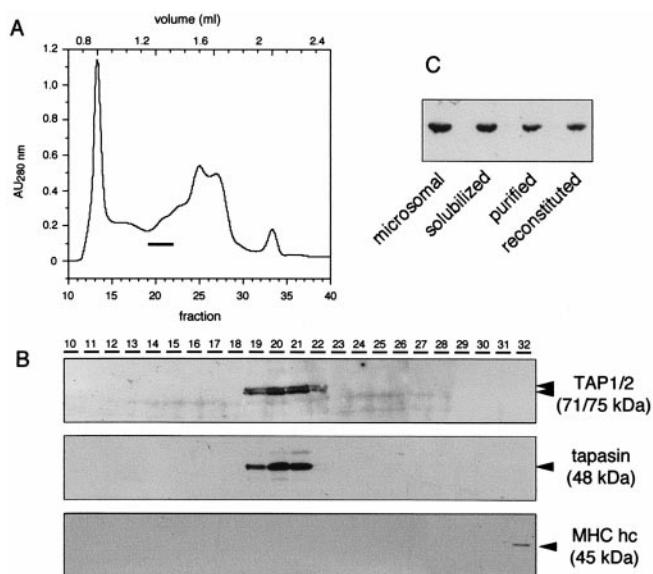 A
volume (ml)
0.8 1.2 1.6 2 2.4
1.2
1.0
0.8
0.6
0.4
0.2
0
AU280 nm
10 15 20 25 30 35 40
fraction
C
microsomal
solubilized
purified
reconstituted
B
10 11 12 13 14 15 16 17 18 19 20 21 22 23 24 25 26 27 28 29 30 31 32
TAP1/2
(71/75 kDa)
tapasin
(48 kDa)
MHC hc
(45 kDa)